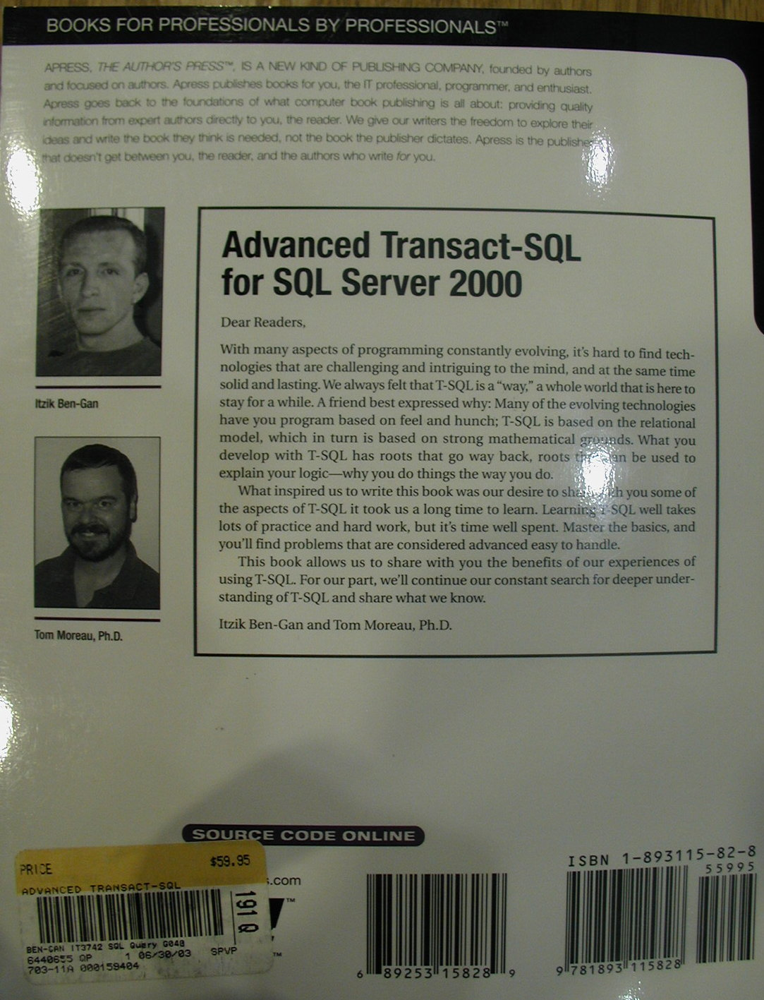 BOOKS FOR PROFESSIONALS BY PROFESSIONALS™
APRESS, THE AUTHOR'S PRESS™, IS A NEW KIND OF PUBLISHING COMPANY, founded by authors
and focused on authors. Apress publishes books for you, the IT professional, programmer, and enthusiast.
Apress goes back to the foundations of what computer book publishing is all about: providing quality
information from expert authors directly to you, the reader. We give our writers the freedom to explore their
ideas and write the book they think is needed, not the book the publisher dictates. Apress is the publisher
that doesn't get between you, the reader, and the authors who write for you.
Itzik Ben-Gan
Tom Moreau, Ph.D.
Advanced Transact-SQL
for SQL Server 2000
Dear Readers,
With many aspects of programming constantly evolving, it's hard to find tech-
nologies that are challenging and intriguing to the mind, and at the same time
solid and lasting. We always felt that T-SQL is a “way,” a whole world that is here to
stay for a while. A friend best expressed why: Many of the evolving technologies
have you program based on feel and hunch; T-SQL is based on the relational
model, which in turn is based on strong mathematical grounds. What you
develop with T-SQL has roots that go way back, roots be used to
explain your logic—why you do things the way you do.
What inspired us to write this book was our desire to you some of
the aspects of T-SQL it took us a long time to learn. Learning T-SQL well takes
lots of practice and hard work, but it's time well spent. Master the basics, and
you'll find problems that are considered advanced easy to handle.
This book allows us to share with you the benefits of our experiences of
using T-SQL. For our part, we'll continue our constant search for deeper under-
standing of T-SQL and share what we know.
Itzik Ben-Gan and Tom Moreau, Ph.D.
SOURCE CODE ONLINE
s.com
™
™
PRICE $59.95
ADVANCED TRANSACT-SQL
191 Q
BEN-GAN IT3742 SQL Query G048
6440655 QP 1 06/30/03 SPVP
703-11A 000159404
6 89253 15828 9
ISBN 1-893115-82-8
55995
9 781893 115828